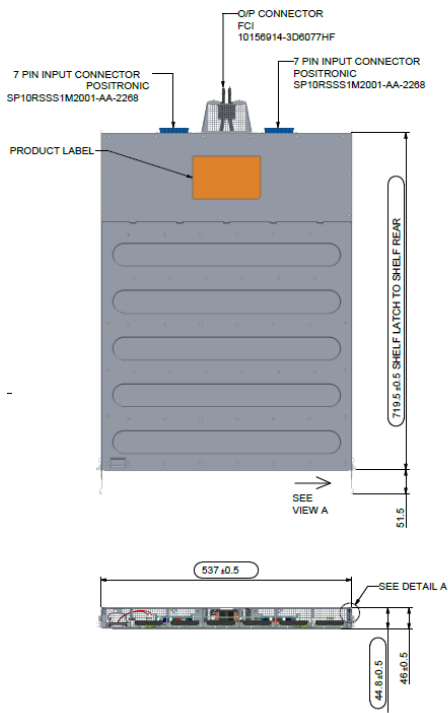 O/P CONNECTOR
FCI
10156914-3D6077HF
7 PIN INPUT CONNECTOR
POSITRONIC
SP10RSSS1M2001-AA-2268
7 PIN INPUT CONNECTOR
POSITRONIC
SP10RSSS1M2001-AA-2268
PRODUCT LABEL
719.5 ±0.5 SHELF LATCH TO SHELF REAR
SEE
VIEW A
51.5
537 ±0.5
SEE DETAIL A
44.8±0.5
46±0.5